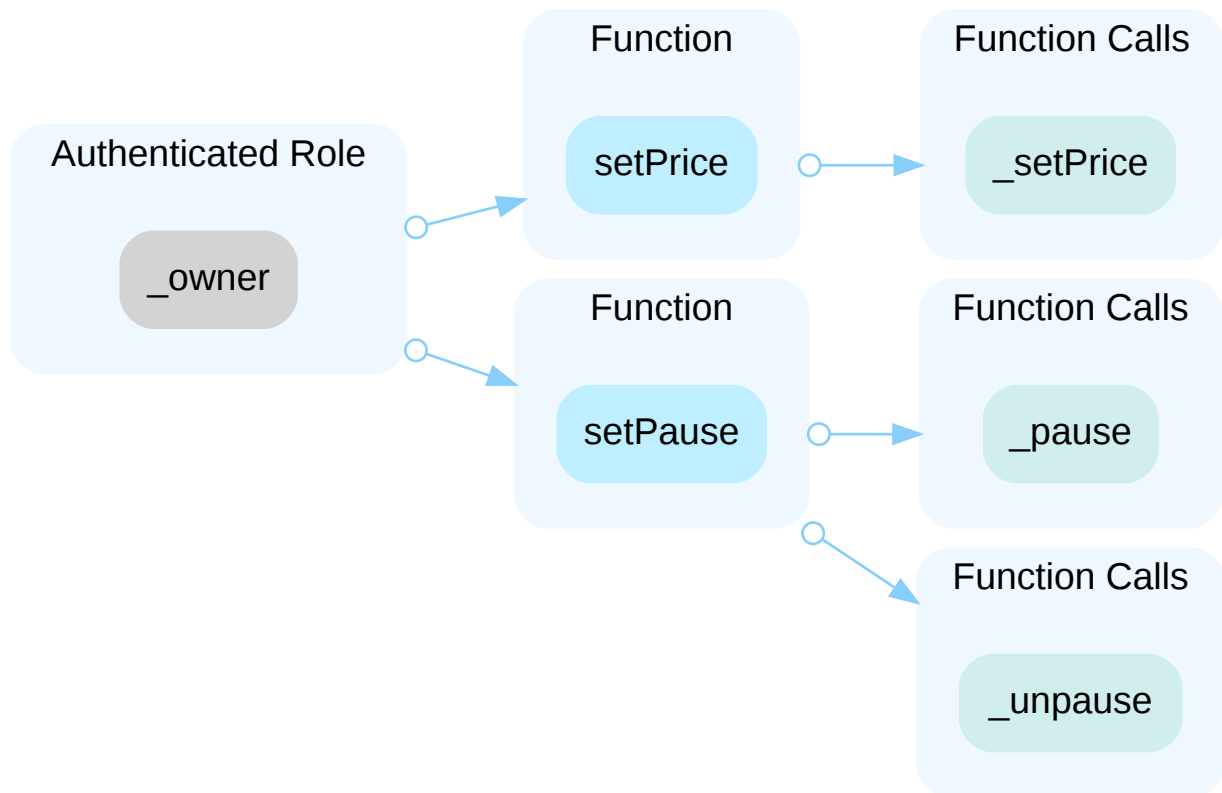 Authenticated Role
_owner
Function
setPrice
Function Calls
_setPrice
Function
setPause
Function Calls
_pause
Function Calls
_unpause